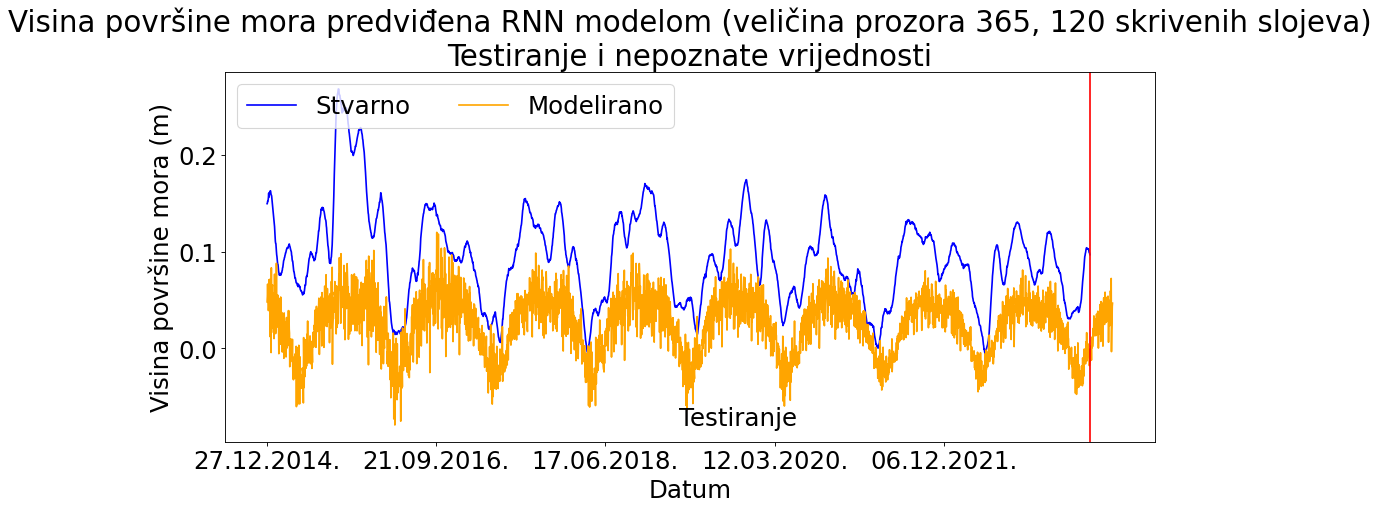 Visina površine mora predviđena RNN modelom (veličina prozora 365, 120 skrivenih slojeva)
Testiranje i nepoznate vrijednosti
Stvarno
Modelirano
Visina površine mora (m)
0.2
0.1
0.0
Testiranje
27.12.2014.
21.09.2016.
17.06.2018.
12.03.2020.
06.12.2021.
Datum